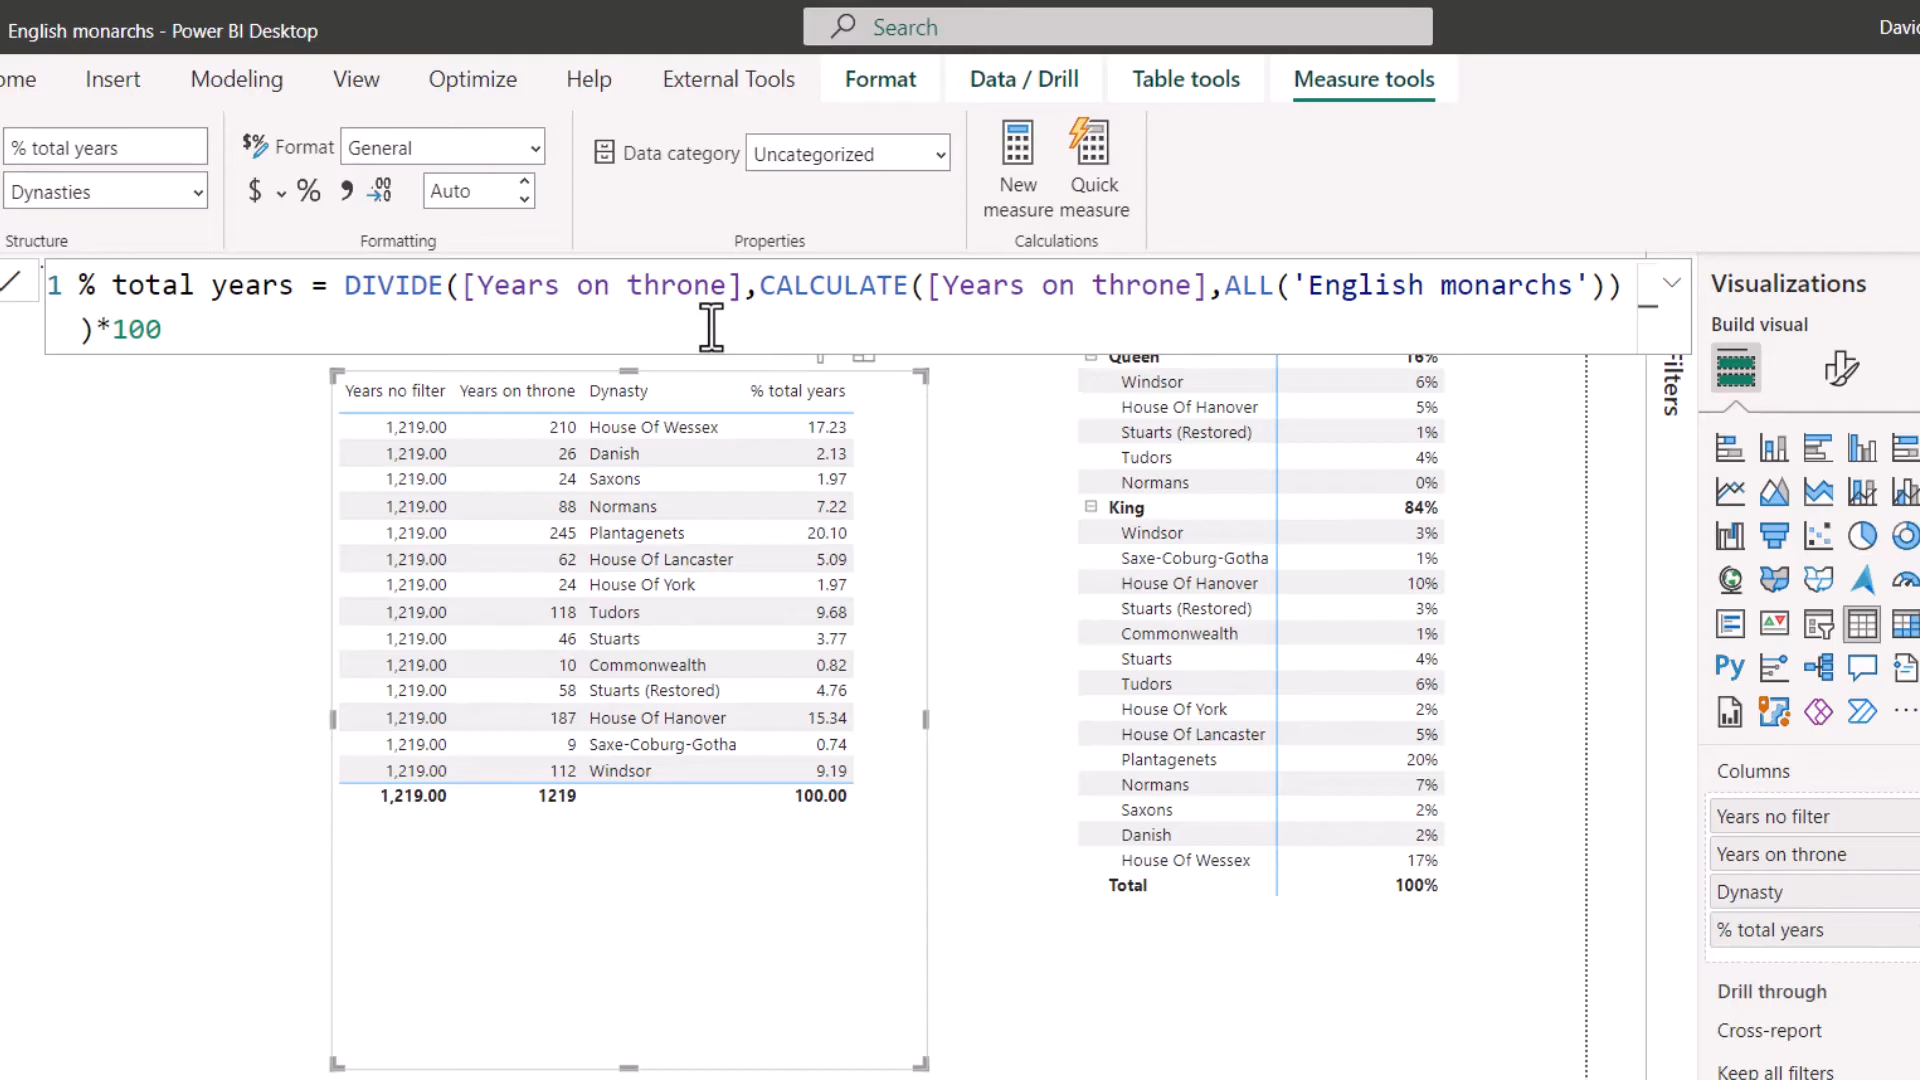 English monarchs - Power BI Desktop
Search
Davic
ome Insert Modeling View Optimize Help External Tools Format Data / Drill Table tools Measure tools
% total years
Dynasties
Structure
$% Format General
$ % , .00 →0 Auto
Formatting
Data category Uncategorized
Properties
New measure
Quick measure
Calculations
1 % total years = DIVIDE([Years on throne],CALCULATE([Years on throne],ALL('English monarchs'))
)*100
Years no filter Years on throne Dynasty % total years
1,219.00 210 House Of Wessex 17.23
1,219.00 26 Danish 2.13
1,219.00 24 Saxons 1.97
1,219.00 88 Normans 7.22
1,219.00 245 Plantagenets 20.10
1,219.00 62 House Of Lancaster 5.09
1,219.00 24 House Of York 1.97
1,219.00 118 Tudors 9.68
1,219.00 46 Stuarts 3.77
1,219.00 10 Commonwealth 0.82
1,219.00 58 Stuarts (Restored) 4.76
1,219.00 187 House Of Hanover 15.34
1,219.00 9 Saxe-Coburg-Gotha 0.74
1,219.00 112 Windsor 9.19
1,219.00 1219 100.00
Queen 16%
Windsor 6%
House Of Hanover 5%
Stuarts (Restored) 1%
Tudors 4%
Normans 0%
King 84%
Windsor 3%
Saxe-Coburg-Gotha 1%
House Of Hanover 10%
Stuarts (Restored) 3%
Commonwealth 1%
Stuarts 4%
Tudors 6%
House Of York 2%
House Of Lancaster 5%
Plantagenets 20%
Normans 7%
Saxons 2%
Danish 2%
House Of Wessex 17%
Total 100%
Filters
Visualizations
Build visual
Py
Columns
Years no filter
Years on throne
Dynasty
% total years
Drill through
Cross-report
Keep all filters